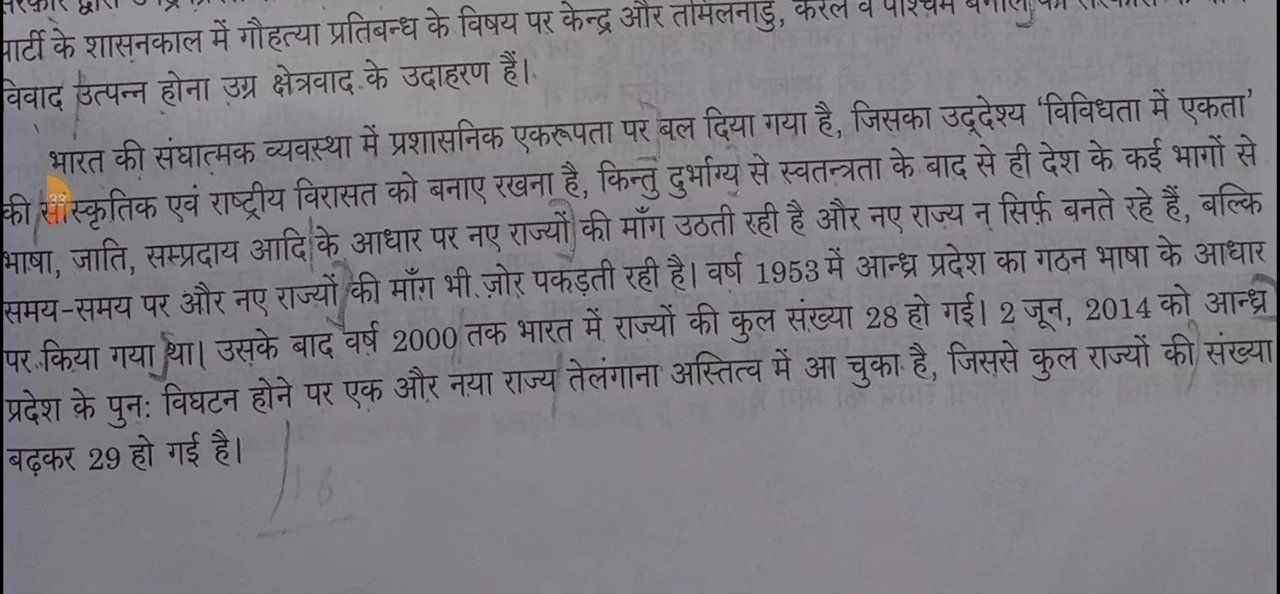 पार्टी के शासनकाल में गौहत्या प्रतिबन्ध के विषय पर केन्द्र और तमिलनाडु, केरल व पश्चिम
विवाद उत्पन्न होना उग्र क्षेत्रवाद के उदाहरण हैं।
भारत की संघात्मक व्यवस्था में प्रशासनिक एकरूपता पर बल दिया गया है, जिसका उद्देश्य 'विविधता में एकता'
की सांस्कृतिक एवं राष्ट्रीय विरासत को बनाए रखना है, किन्तु दुर्भाग्य से स्वतन्त्रता के बाद से ही देश के कई भागों से
भाषा, जाति, सम्प्रदाय आदि के आधार पर नए राज्यों की माँग उठती रही है और नए राज्य न सिर्फ़ बनते रहे हैं, बल्कि
समय-समय पर और नए राज्यों की माँग भी ज़ोर पकड़ती रही है। वर्ष 1953 में आन्ध्र प्रदेश का गठन भाषा के आधार
पर किया गया था। उसके बाद वर्ष 2000 तक भारत में राज्यों की कुल संख्या 28 हो गई। 2 जून, 2014 को आन्ध्र
प्रदेश के पुनः विघटन होने पर एक और नया राज्य तेलंगाना अस्तित्व में आ चुका है, जिससे कुल राज्यों की संख्या
बढ़कर 29 हो गई है।